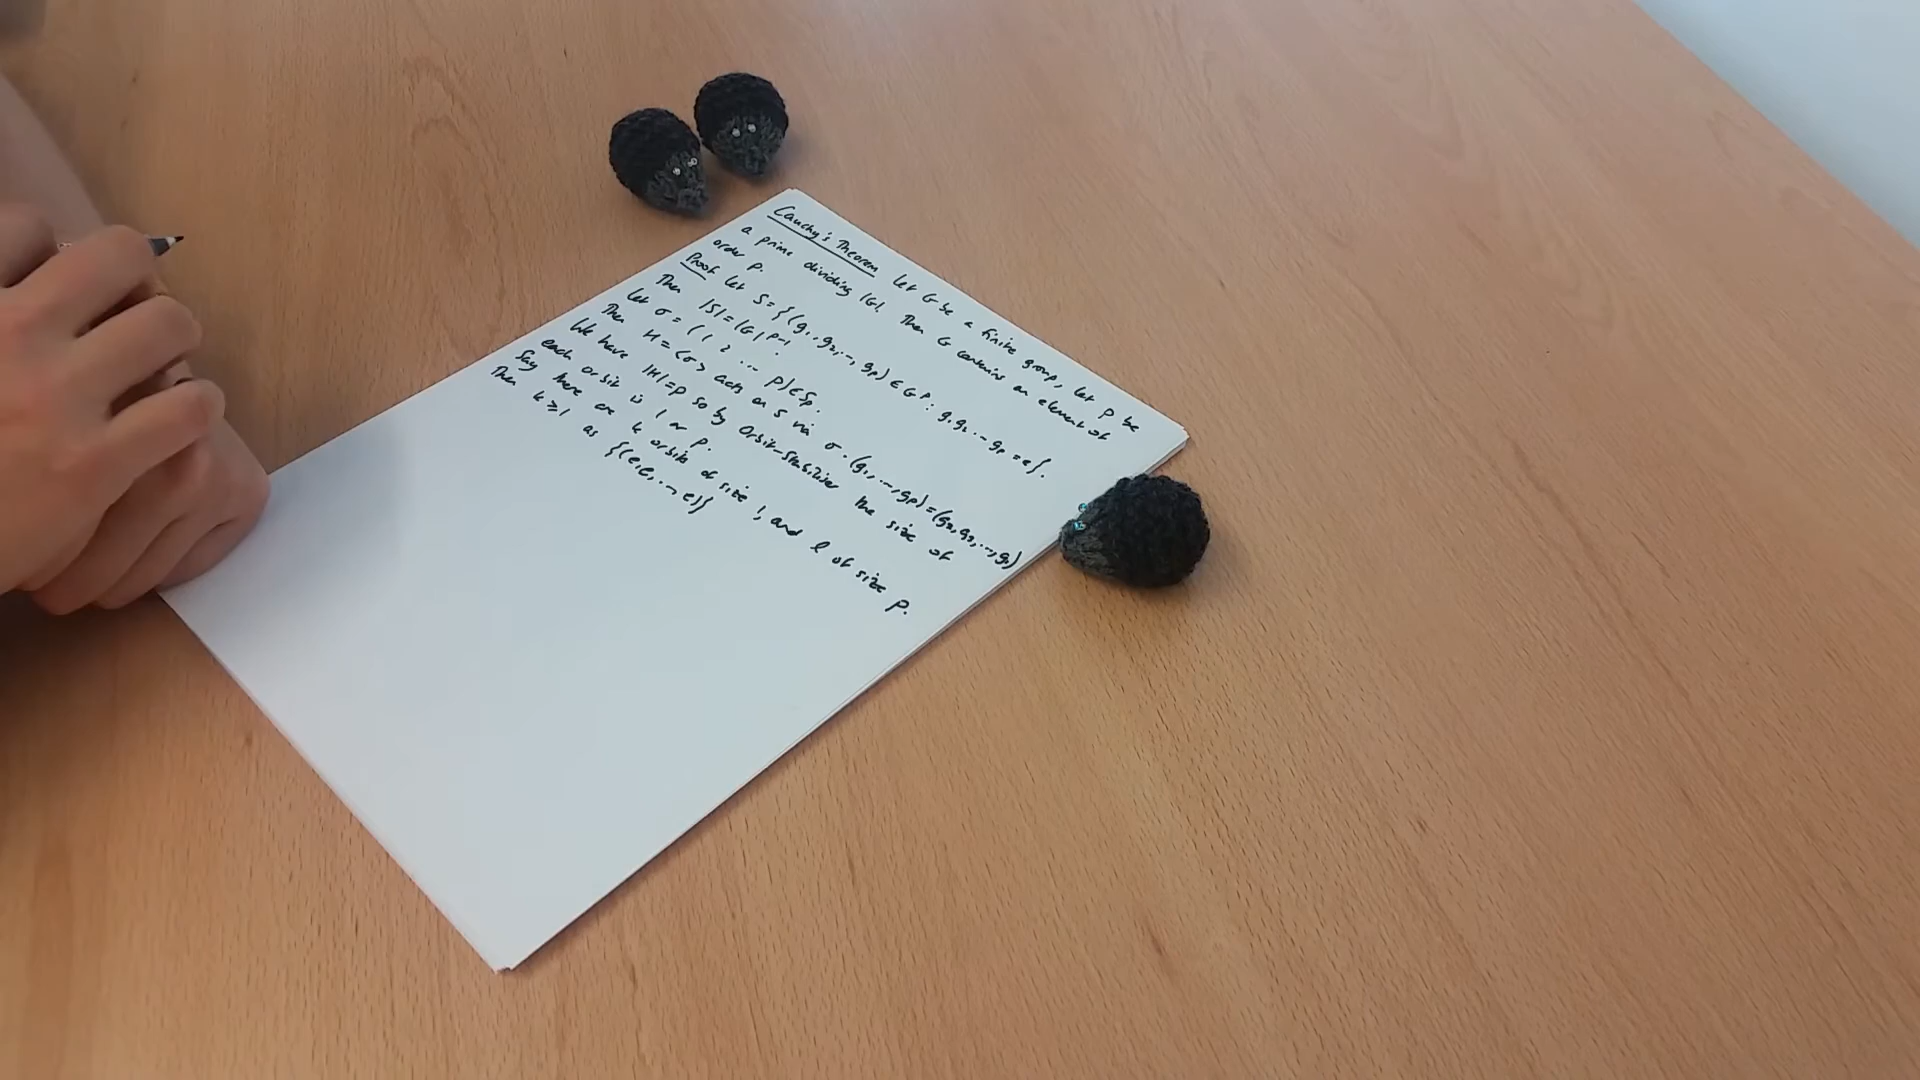 Cauchy's Theorem Let G be a finite group, let p be
a prime dividing |G|. Then G contains an element of
order p.
Proof Let S = {(g₁, g₂, ..., gₚ) ∈ Gᵖ : g₁g₂...gₚ = e}.
Then |S| = |G|ᵖ⁻¹.
Let σ = (1 2 ... p) ∈ Sₚ.
Then H = <σ> acts on S via σ · (g₁, ..., gₚ) = (g₂, g₃, ..., g₁)
We have |H| = p so by Orbit-Stabiliser the size of
each orbit is 1 or p.
Say there are k orbits of size 1, and l of size p.
Then k ≥ 1 as {(e, e, ..., e)}